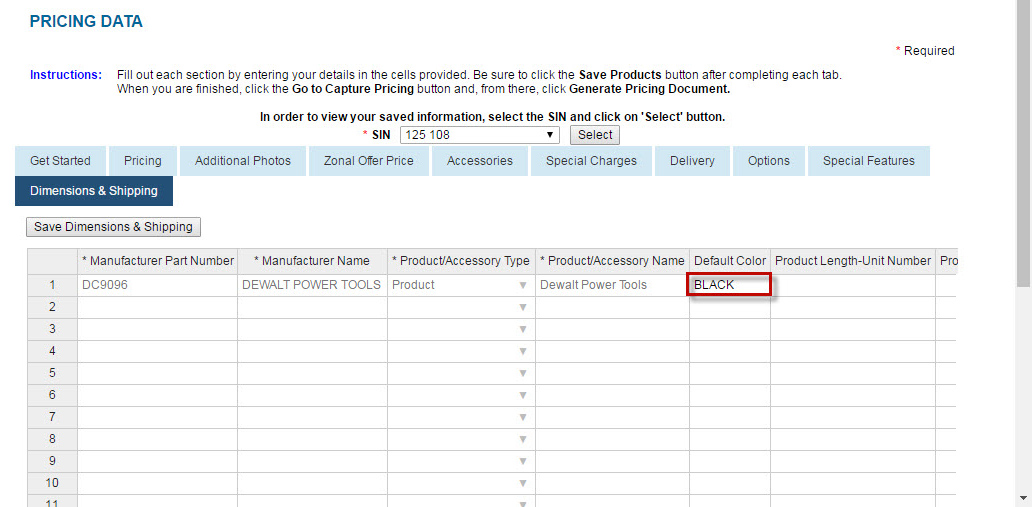 PRICING DATA
* Required
Instructions: Fill out each section by entering your details in the cells provided. Be sure to click the Save Products button after completing each tab.
When you are finished, click the Go to Capture Pricing button and, from there, click Generate Pricing Document.
In order to view your saved information, select the SIN and click on 'Select' button.
* SIN 125 108 Select
Get Started Pricing Additional Photos Zonal Offer Price Accessories Special Charges Delivery Options Special Features
Dimensions & Shipping
Save Dimensions & Shipping
* Manufacturer Part Number * Manufacturer Name * Product/Accessory Type * Product/Accessory Name Default Color Product Length-Unit Number Pro
1 DC9096 DEWALT POWER TOOLS Product Dewalt Power Tools BLACK
2
3
4
5
6
7
8
9
10
11